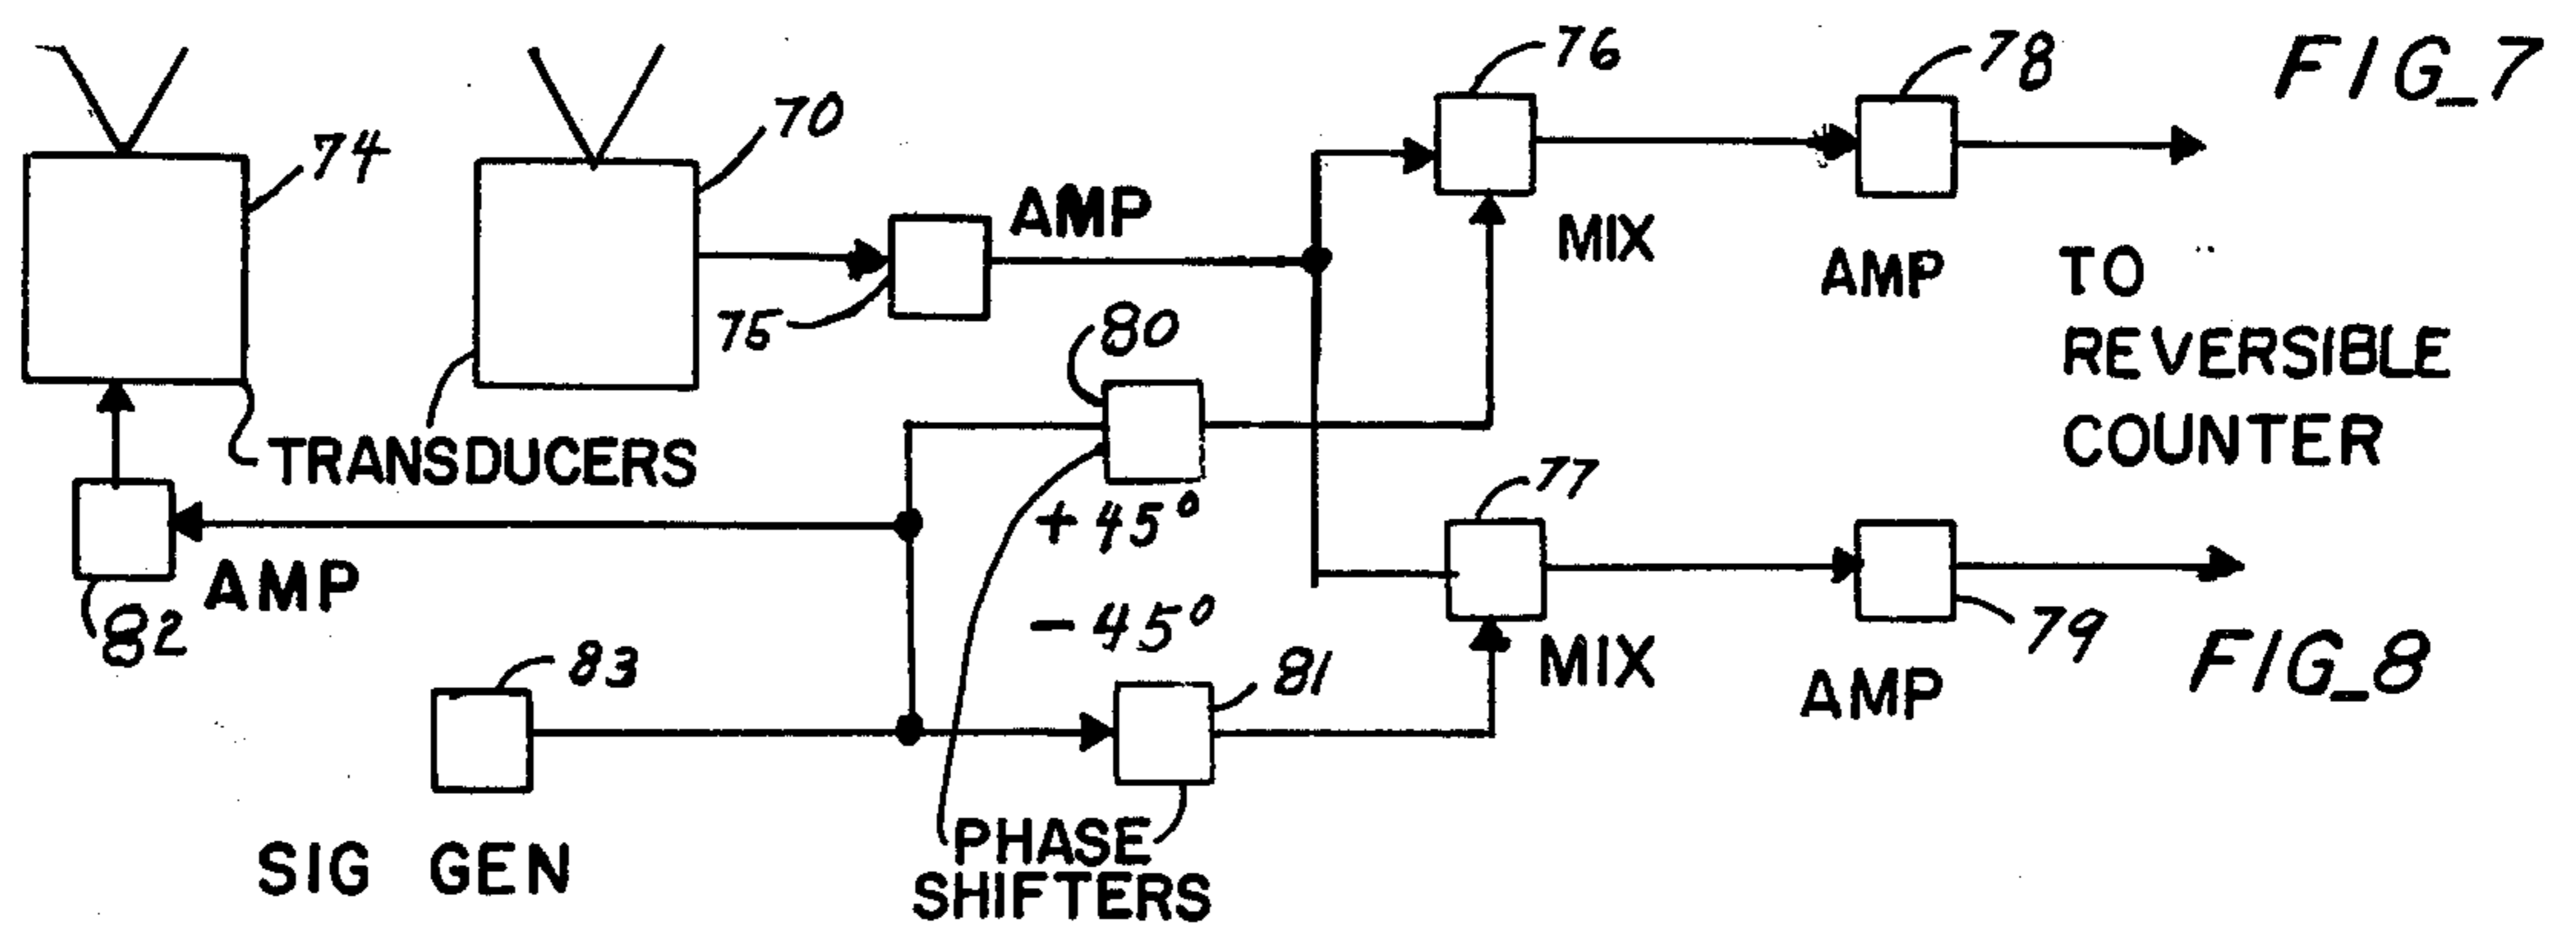 76
78
FIG_7
70
74
AMP
MIX
75
AMP
TO
REVERSIBLE
COUNTER
80
TRANSDUCERS
+45°
77
AMP
82
-45°
83
81
MIX
79
AMP
FIG_8
SIG GEN
PHASE
SHIFTERS